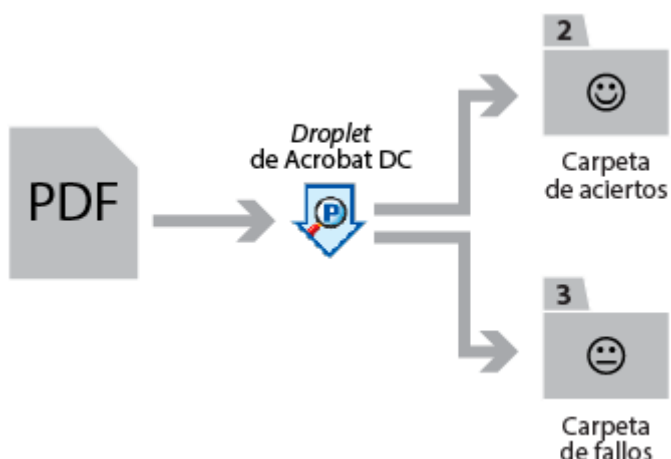 PDF
Droplet
de Acrobat DC
P
2
Carpeta
de aciertos
3
Carpeta
de fallos